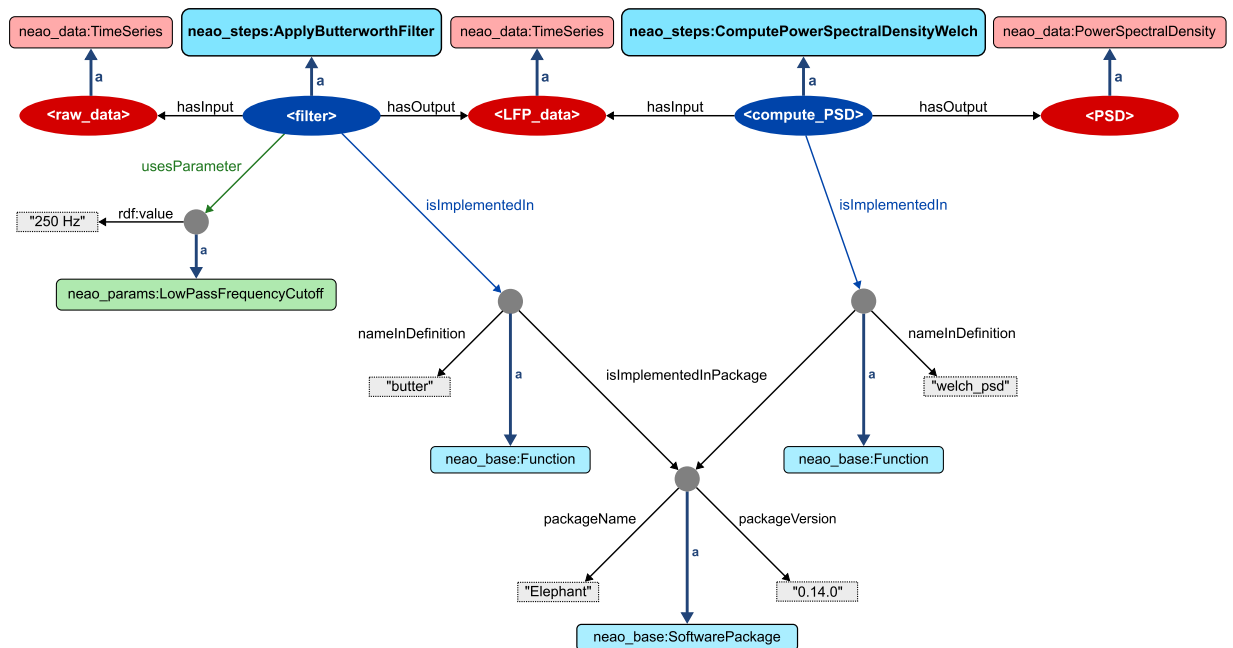 neao_data:TimeSeries
neao_steps:ApplyButterworthFilter
neao_data:TimeSeries
neao_steps:ComputePowerSpectralDensityWelch
neao_data:PowerSpectralDensity
a
a
a
a
a
<raw_data>
hasInput
<filter>
hasOutput
<LFP_data>
hasInput
<compute_PSD>
hasOutput
<PSD>
usesParameter
isImplementedIn
isImplementedIn
"250 Hz"
rdf:value
a
neao_params:LowPassFrequencyCutoff
nameInDefinition
nameInDefinition
a
isImplementedInPackage
a
"butter"
"welch_psd"
neao_base:Function
neao_base:Function
packageName
packageVersion
a
"Elephant"
"0.14.0"
neao_base:SoftwarePackage